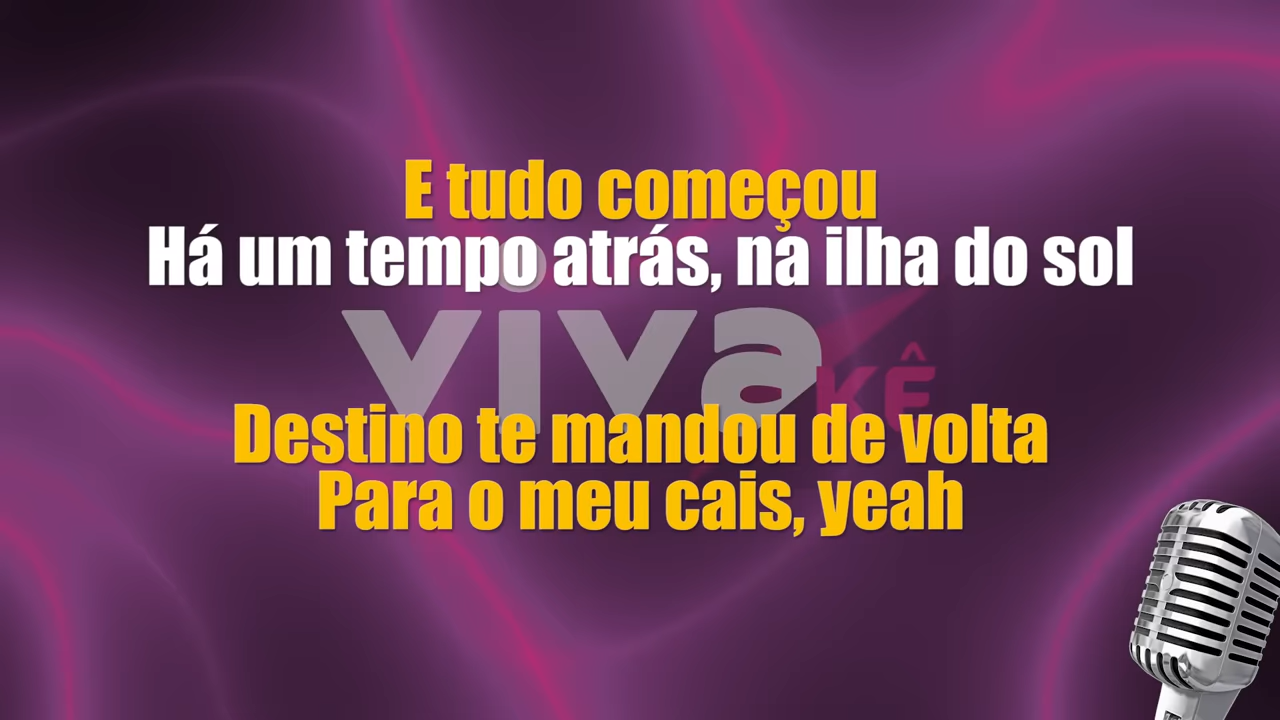 E tudo começou
Há um tempo atrás, na ilha do sol
viva
KÊ
Destino te mandou de volta
Para o meu cais, yeah